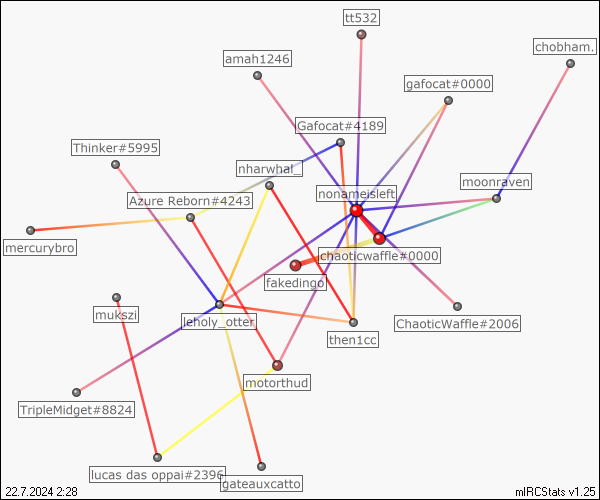 tt532
chobham.
amah1246
gafocat#0000
Gafocat#4189
Thinker#5995
nharwhal_
moonraven
nonameisleft
Azure Reborn#4243
mercurybro
chaoticwaffle#0000
fakedingo
mukszi
leholy_otter
ChaoticWaffle#2006
then1cc
motorthud
TripleMidget#8824
lucas das oppai#2396
gateauxcatto
22.7.2024 2:28
mIRCStats v1.25